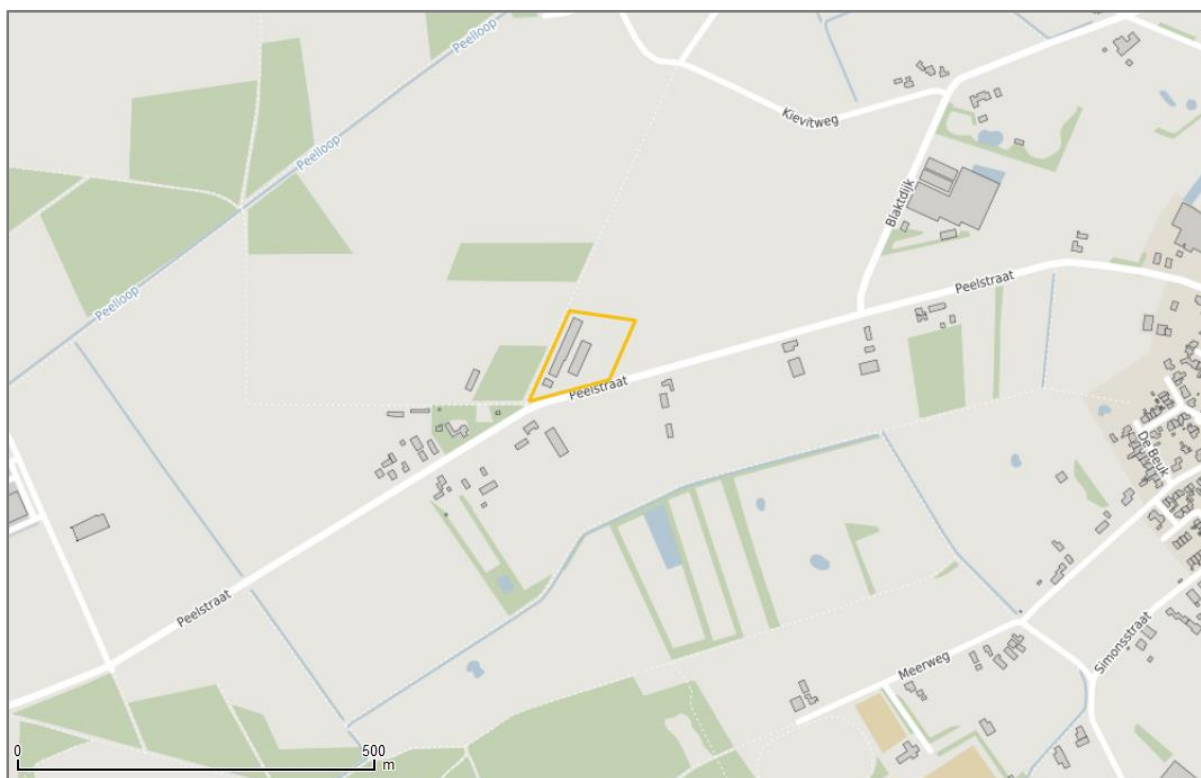 Peelloop
Peelloop
Kievitweg
Blaktdijk
Peelloop
Peelstraat
Peelstraat
De Beuk
Peelstraat
Simonsstraat
Meerweg
0
500
m